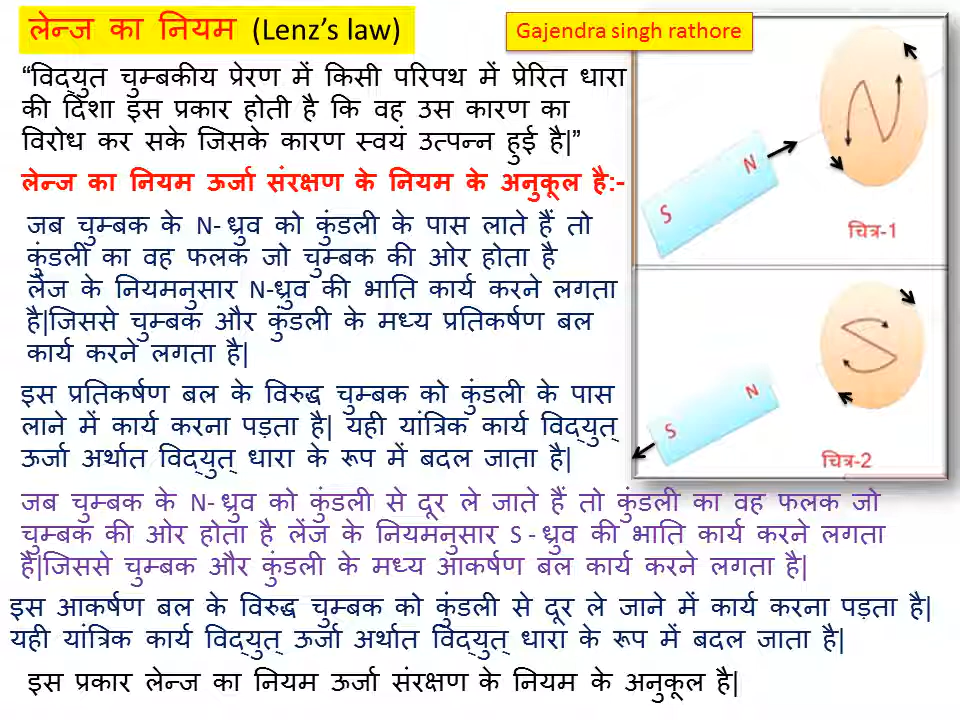 लेन्ज का नियम (Lenz’s law)
Gajendra singh rathore
“विद्युत चुम्बकीय प्रेरण में किसी परिपथ में प्रेरित धारा
की दिशा इस प्रकार होती है कि वह उस कारण का
विरोध कर सके जिसके कारण स्वयं उत्पन्न हुई है|”
लेन्ज का नियम ऊर्जा संरक्षण के नियम के अनुकूल है:-
जब चुम्बक के N- ध्रुव को कुंडली के पास लाते हैं तो
कुंडली का वह फलक जो चुम्बक की ओर होता है
लेंज के नियमनुसार N-ध्रुव की भाति कार्य करने लगता
है|जिससे चुम्बक और कुंडली के मध्य प्रतिकर्षण बल
कार्य करने लगता है|
इस प्रतिकर्षण बल के विरुद्ध चुम्बक को कुंडली के पास
लाने में कार्य करना पड़ता है| यही यांत्रिक कार्य विद्युत्
ऊर्जा अर्थात विद्युत् धारा के रूप में बदल जाता है|
N
N
S
चित्र-1
S
N
S
चित्र-2
जब चुम्बक के N- ध्रुव को कुंडली से दूर ले जाते हैं तो कुंडली का वह फलक जो
चुम्बक की ओर होता है लेंज के नियमनुसार S - ध्रुव की भाति कार्य करने लगता
है|जिससे चुम्बक और कुंडली के मध्य आकर्षण बल कार्य करने लगता है|
इस आकर्षण बल के विरुद्ध चुम्बक को कुंडली से दूर ले जाने में कार्य करना पड़ता है|
यही यांत्रिक कार्य विद्युत् ऊर्जा अर्थात विद्युत् धारा के रूप में बदल जाता है|
इस प्रकार लेन्ज का नियम ऊर्जा संरक्षण के नियम के अनुकूल है|